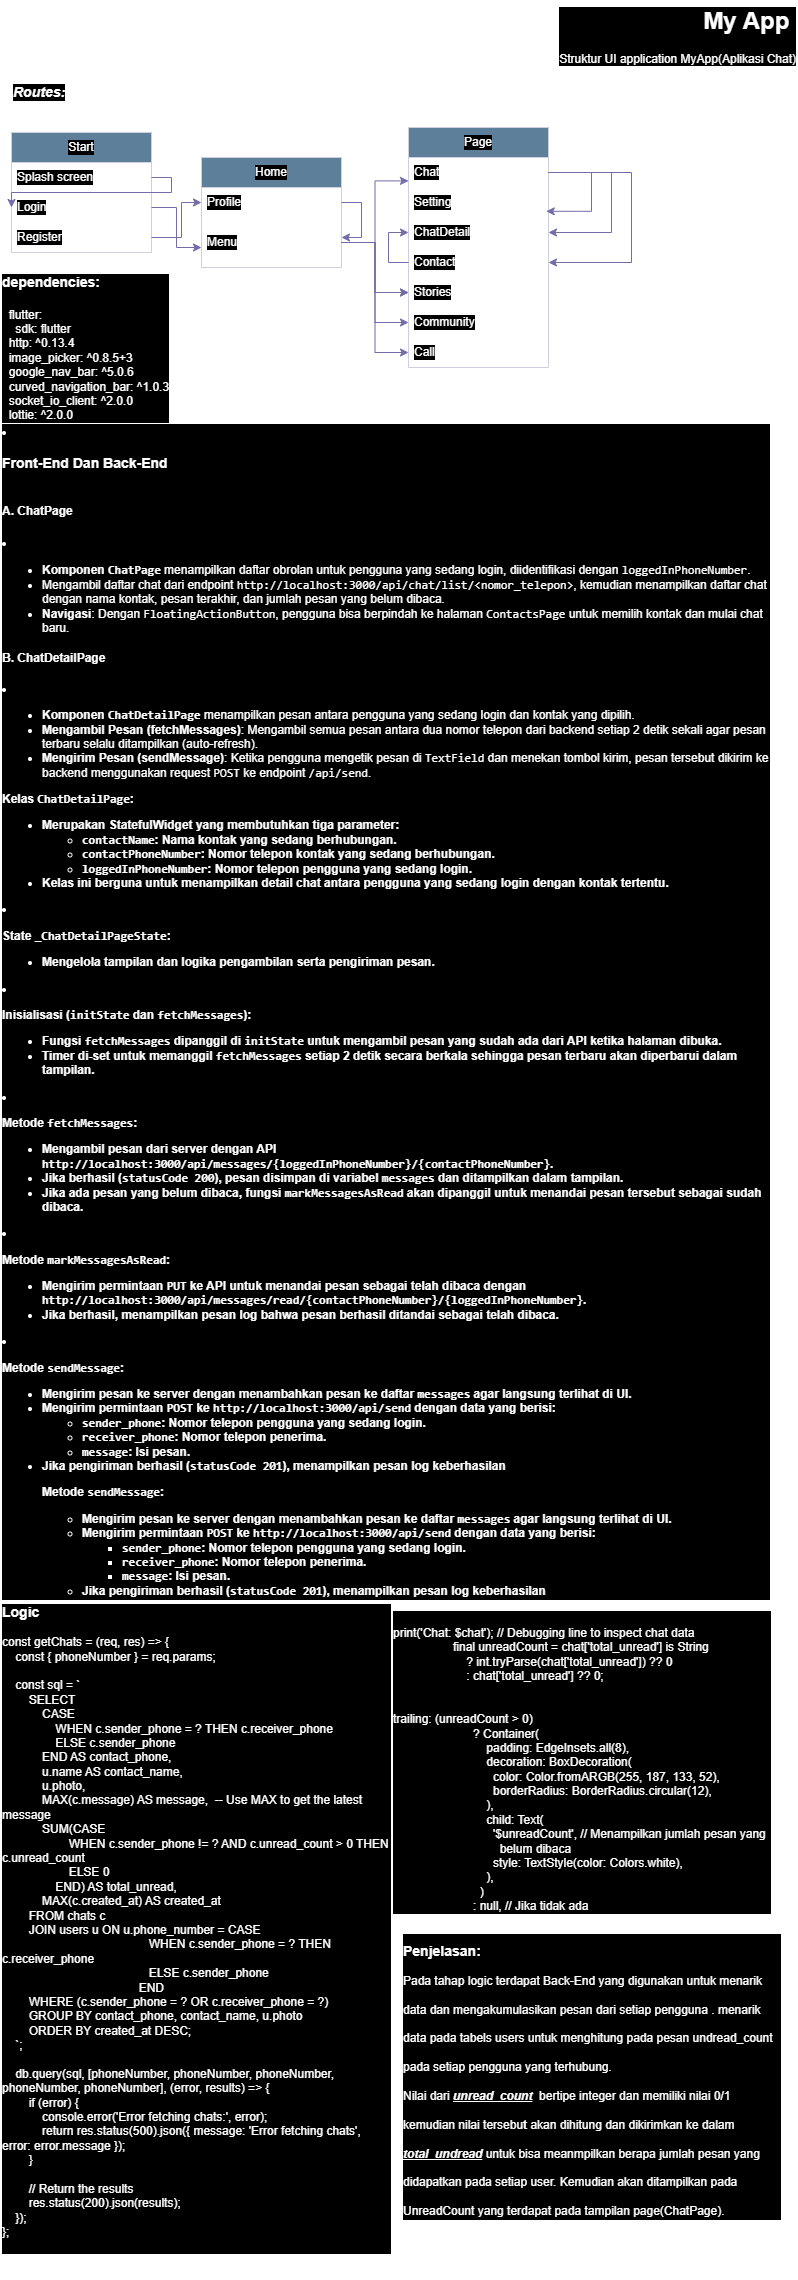 My App
Struktur UI application MyApp(Aplikasi Chat)
Routes:
Start
Splash screen
Login
Register
Home
Profile
Menu
Page
Chat
Setting
ChatDetail
Contact
Stories
Community
Call
dependencies:
flutter:
sdk: flutter
http: ^0.13.4
image_picker: ^0.8.5+3
google_nav_bar: ^5.0.6
curved_navigation_bar: ^1.0.3
socket_io_client: ^2.0.0
lottie: ^2.0.0
•
Front-End Dan Back-End
A. ChatPage
•
• Komponen ChatPage menampilkan daftar obrolan untuk pengguna yang sedang login, diidentifikasi dengan loggedInPhoneNumber.
• Mengambil daftar chat dari endpoint http://localhost:3000/api/chat/list/<nomor_telepon>, kemudian menampilkan daftar chat
dengan nama kontak, pesan terakhir, dan jumlah pesan yang belum dibaca.
• Navigasi: Dengan FloatingActionButton, pengguna bisa berpindah ke halaman ContactsPage untuk memilih kontak dan mulai chat
baru.
B. ChatDetailPage
•
• Komponen ChatDetailPage menampilkan pesan antara pengguna yang sedang login dan kontak yang dipilih.
• Mengambil Pesan (fetchMessages): Mengambil semua pesan antara dua nomor telepon dari backend setiap 2 detik sekali agar pesan
terbaru selalu ditampilkan (auto-refresh).
• Mengirim Pesan (sendMessage): Ketika pengguna mengetik pesan di TextField dan menekan tombol kirim, pesan tersebut dikirim ke
backend menggunakan request POST ke endpoint /api/send.
Kelas ChatDetailPage:
• Merupakan StatefulWidget yang membutuhkan tiga parameter:
◦ contactName: Nama kontak yang sedang berhubungan.
◦ contactPhoneNumber: Nomor telepon kontak yang sedang berhubungan.
◦ loggedInPhoneNumber: Nomor telepon pengguna yang sedang login.
• Kelas ini berguna untuk menampilkan detail chat antara pengguna yang sedang login dengan kontak tertentu.
•
State _ChatDetailPageState:
• Mengelola tampilan dan logika pengambilan serta pengiriman pesan.
•
Inisialisasi (initState dan fetchMessages):
• Fungsi fetchMessages dipanggil di initState untuk mengambil pesan yang sudah ada dari API ketika halaman dibuka.
• Timer di-set untuk memanggil fetchMessages setiap 2 detik secara berkala sehingga pesan terbaru akan diperbarui dalam
tampilan.
•
Metode fetchMessages:
• Mengambil pesan dari server dengan API
http://localhost:3000/api/messages/{loggedInPhoneNumber}/{contactPhoneNumber}.
• Jika berhasil (statusCode 200), pesan disimpan di variabel messages dan ditampilkan dalam tampilan.
• Jika ada pesan yang belum dibaca, fungsi markMessagesAsRead akan dipanggil untuk menandai pesan tersebut sebagai sudah
dibaca.
•
Metode markMessagesAsRead:
• Mengirim permintaan PUT ke API untuk menandai pesan sebagai telah dibaca dengan
http://localhost:3000/api/messages/read/{contactPhoneNumber}/{loggedInPhoneNumber}.
• Jika berhasil, menampilkan pesan log bahwa pesan berhasil ditandai sebagai telah dibaca.
•
Metode sendMessage:
• Mengirim pesan ke server dengan menambahkan pesan ke daftar messages agar langsung terlihat di UI.
• Mengirim permintaan POST ke http://localhost:3000/api/send dengan data yang berisi:
◦ sender_phone: Nomor telepon pengguna yang sedang login.
◦ receiver_phone: Nomor telepon penerima.
◦ message: Isi pesan.
• Jika pengiriman berhasil (statusCode 201), menampilkan pesan log keberhasilan
Metode sendMessage:
◦ Mengirim pesan ke server dengan menambahkan pesan ke daftar messages agar langsung terlihat di UI.
◦ Mengirim permintaan POST ke http://localhost:3000/api/send dengan data yang berisi:
▪ sender_phone: Nomor telepon pengguna yang sedang login.
▪ receiver_phone: Nomor telepon penerima.
▪ message: Isi pesan.
◦ Jika pengiriman berhasil (statusCode 201), menampilkan pesan log keberhasilan
Logic
const getChats = (req, res) => {
const { phoneNumber } = req.params;
const sql = `
SELECT
CASE
WHEN c.sender_phone = ? THEN c.receiver_phone
ELSE c.sender_phone
END AS contact_phone,
u.name AS contact_name,
u.photo,
MAX(c.message) AS message,  -- Use MAX to get the latest
message
SUM(CASE
WHEN c.sender_phone != ? AND c.unread_count > 0 THEN
c.unread_count
ELSE 0
END) AS total_unread,
MAX(c.created_at) AS created_at
FROM chats c
JOIN users u ON u.phone_number = CASE
WHEN c.sender_phone = ? THEN
c.receiver_phone
ELSE c.sender_phone
END
WHERE (c.sender_phone = ? OR c.receiver_phone = ?)
GROUP BY contact_phone, contact_name, u.photo
ORDER BY created_at DESC;
`;
db.query(sql, [phoneNumber, phoneNumber, phoneNumber,
phoneNumber, phoneNumber], (error, results) => {
if (error) {
console.error('Error fetching chats:', error);
return res.status(500).json({ message: 'Error fetching chats',
error: error.message });
}
// Return the results
res.status(200).json(results);
});
};
print('Chat: $chat'); // Debugging line to inspect chat data
final unreadCount = chat['total_unread'] is String
? int.tryParse(chat['total_unread']) ?? 0
: chat['total_unread'] ?? 0;
trailing: (unreadCount > 0)
? Container(
padding: EdgeInsets.all(8),
decoration: BoxDecoration(
color: Color.fromARGB(255, 187, 133, 52),
borderRadius: BorderRadius.circular(12),
),
child: Text(
'$unreadCount', // Menampilkan jumlah pesan yang
belum dibaca
style: TextStyle(color: Colors.white),
),
)
: null, // Jika tidak ada
Penjelasan:
Pada tahap logic terdapat Back-End yang digunakan untuk menarik
data dan mengakumulasikan pesan dari setiap pengguna . menarik
data pada tabels users untuk menghitung pada pesan undread_count
pada setiap pengguna yang terhubung.
Nilai dari unread_count  bertipe integer dan memiliki nilai 0/1
kemudian nilai tersebut akan dihitung dan dikirimkan ke dalam
total_undread untuk bisa meanmpilkan berapa jumlah pesan yang
didapatkan pada setiap user. Kemudian akan ditampilkan pada
UnreadCount yang terdapat pada tampilan page(ChatPage).